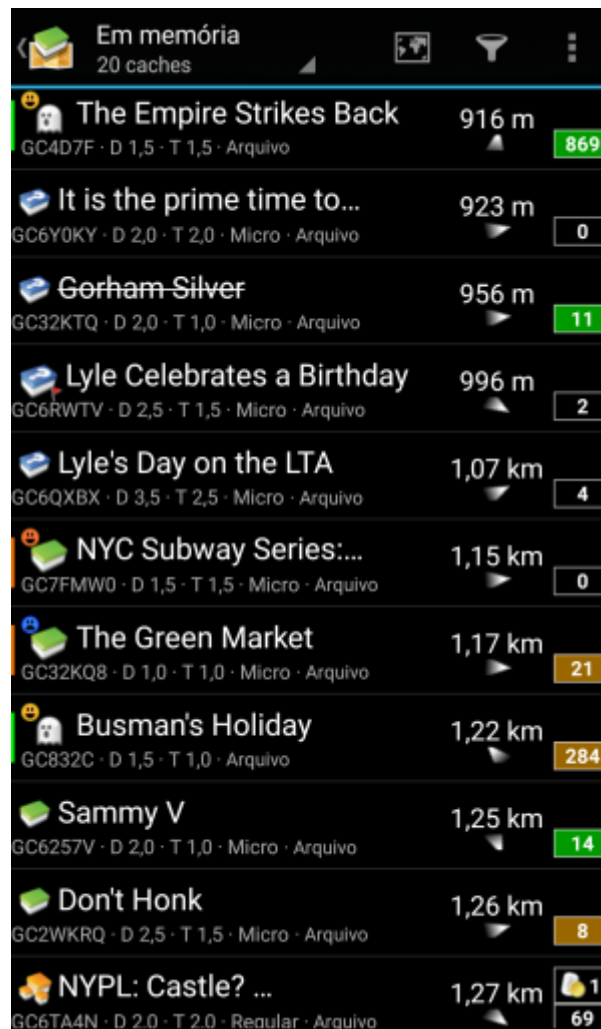 Em memória
20 caches
The Empire Strikes Back 916 m
GC4D7F · D 1,5 · T 1,5 · Arquivo 869
It is the prime time to… 923 m
GC6Y0KY · D 2,0 · T 2,0 · Micro · Arquivo 0
Gorham Silver 956 m
GC32KTQ · D 2,0 · T 1,0 · Micro · Arquivo 11
Lyle Celebrates a Birthday 996 m
GC6RWTV · D 2,5 · T 1,5 · Micro · Arquivo 2
Lyle's Day on the LTA 1,07 km
GC6QXBX · D 3,5 · T 2,5 · Micro · Arquivo 4
NYC Subway Series:… 1,15 km
GC7FMW0 · D 1,5 · T 1,5 · Micro · Arquivo 0
The Green Market 1,17 km
GC32KQ8 · D 1,0 · T 1,0 · Micro · Arquivo 21
Busman's Holiday 1,22 km
GC832C · D 1,5 · T 1,0 · Arquivo 284
Sammy V 1,25 km
GC6257V · D 2,0 · T 1,0 · Micro · Arquivo 14
Don't Honk 1,26 km
GC2WKRQ · D 2,5 · T 1,5 · Micro · Arquivo 8
NYPL: Castle? … 1,27 km 1
GC6TA4N · D 2,0 · T 2,0 · Regular · Arquivo 69